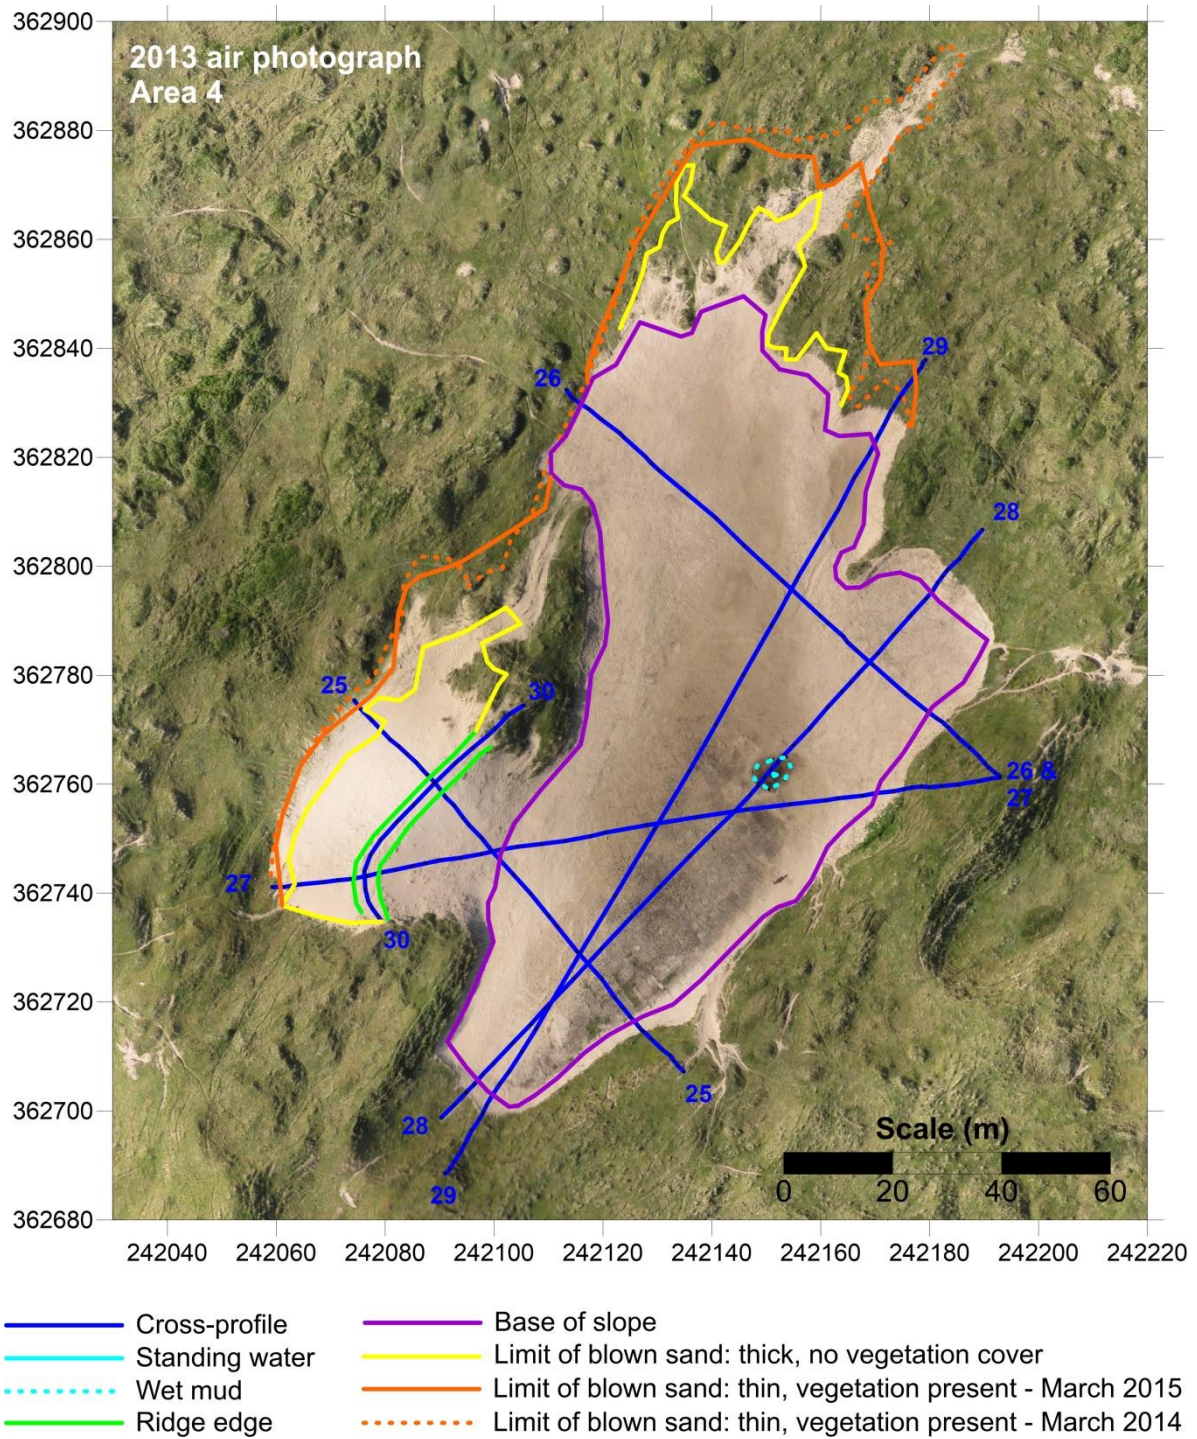 362900
2013 air photograph
Area 4
362880
362860
362840
29
26
362820
28
362800
362780
25
30
362760
26 &
27
27
362740
30
362720
25
362700
28
Scale (m)
0 20 40 60
29
362680
242040 242060 242080 242100 242120 242140 242160 242180 242200 242220
Cross-profile
Standing water
Wet mud
Ridge edge
Base of slope
Limit of blown sand: thick, no vegetation cover
Limit of blown sand: thin, vegetation present - March 2015
Limit of blown sand: thin, vegetation present - March 2014